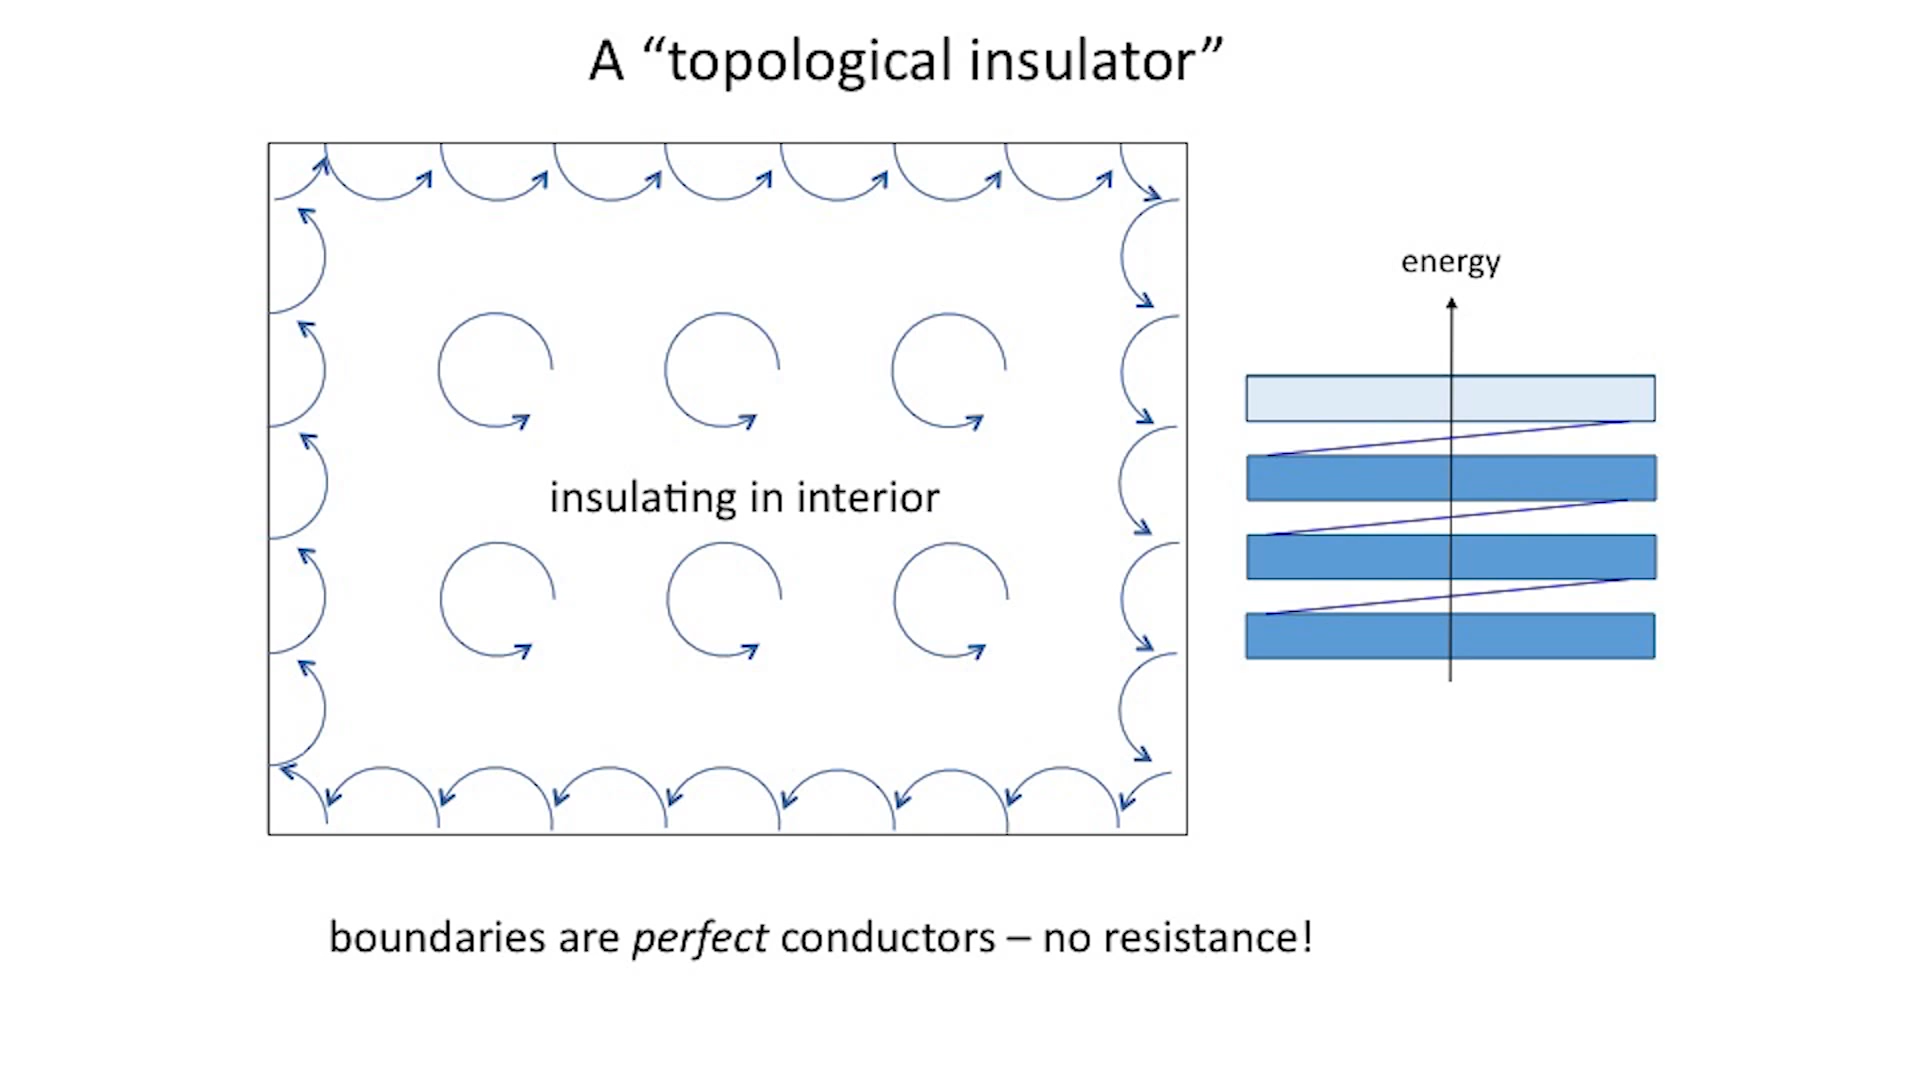 A “topological insulator”
energy
insulating in interior
boundaries are perfect conductors – no resistance!